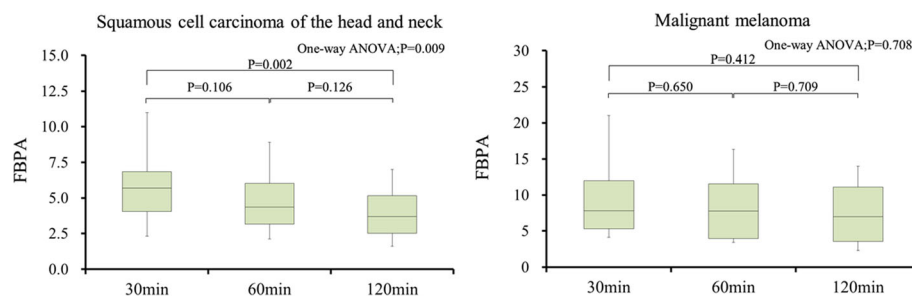 Squamous cell carcinoma of the head and neck
One-way ANOVA;P=0.009
P=0.002
P=0.106
P=0.126
FBPA
15.0
12.5
10.0
7.5
5.0
2.5
0.0
30min
60min
120min
Malignant melanoma
One-way ANOVA;P=0.708
P=0.412
P=0.650
P=0.709
FBPA
30
25
20
15
10
5
0
30min
60min
120min